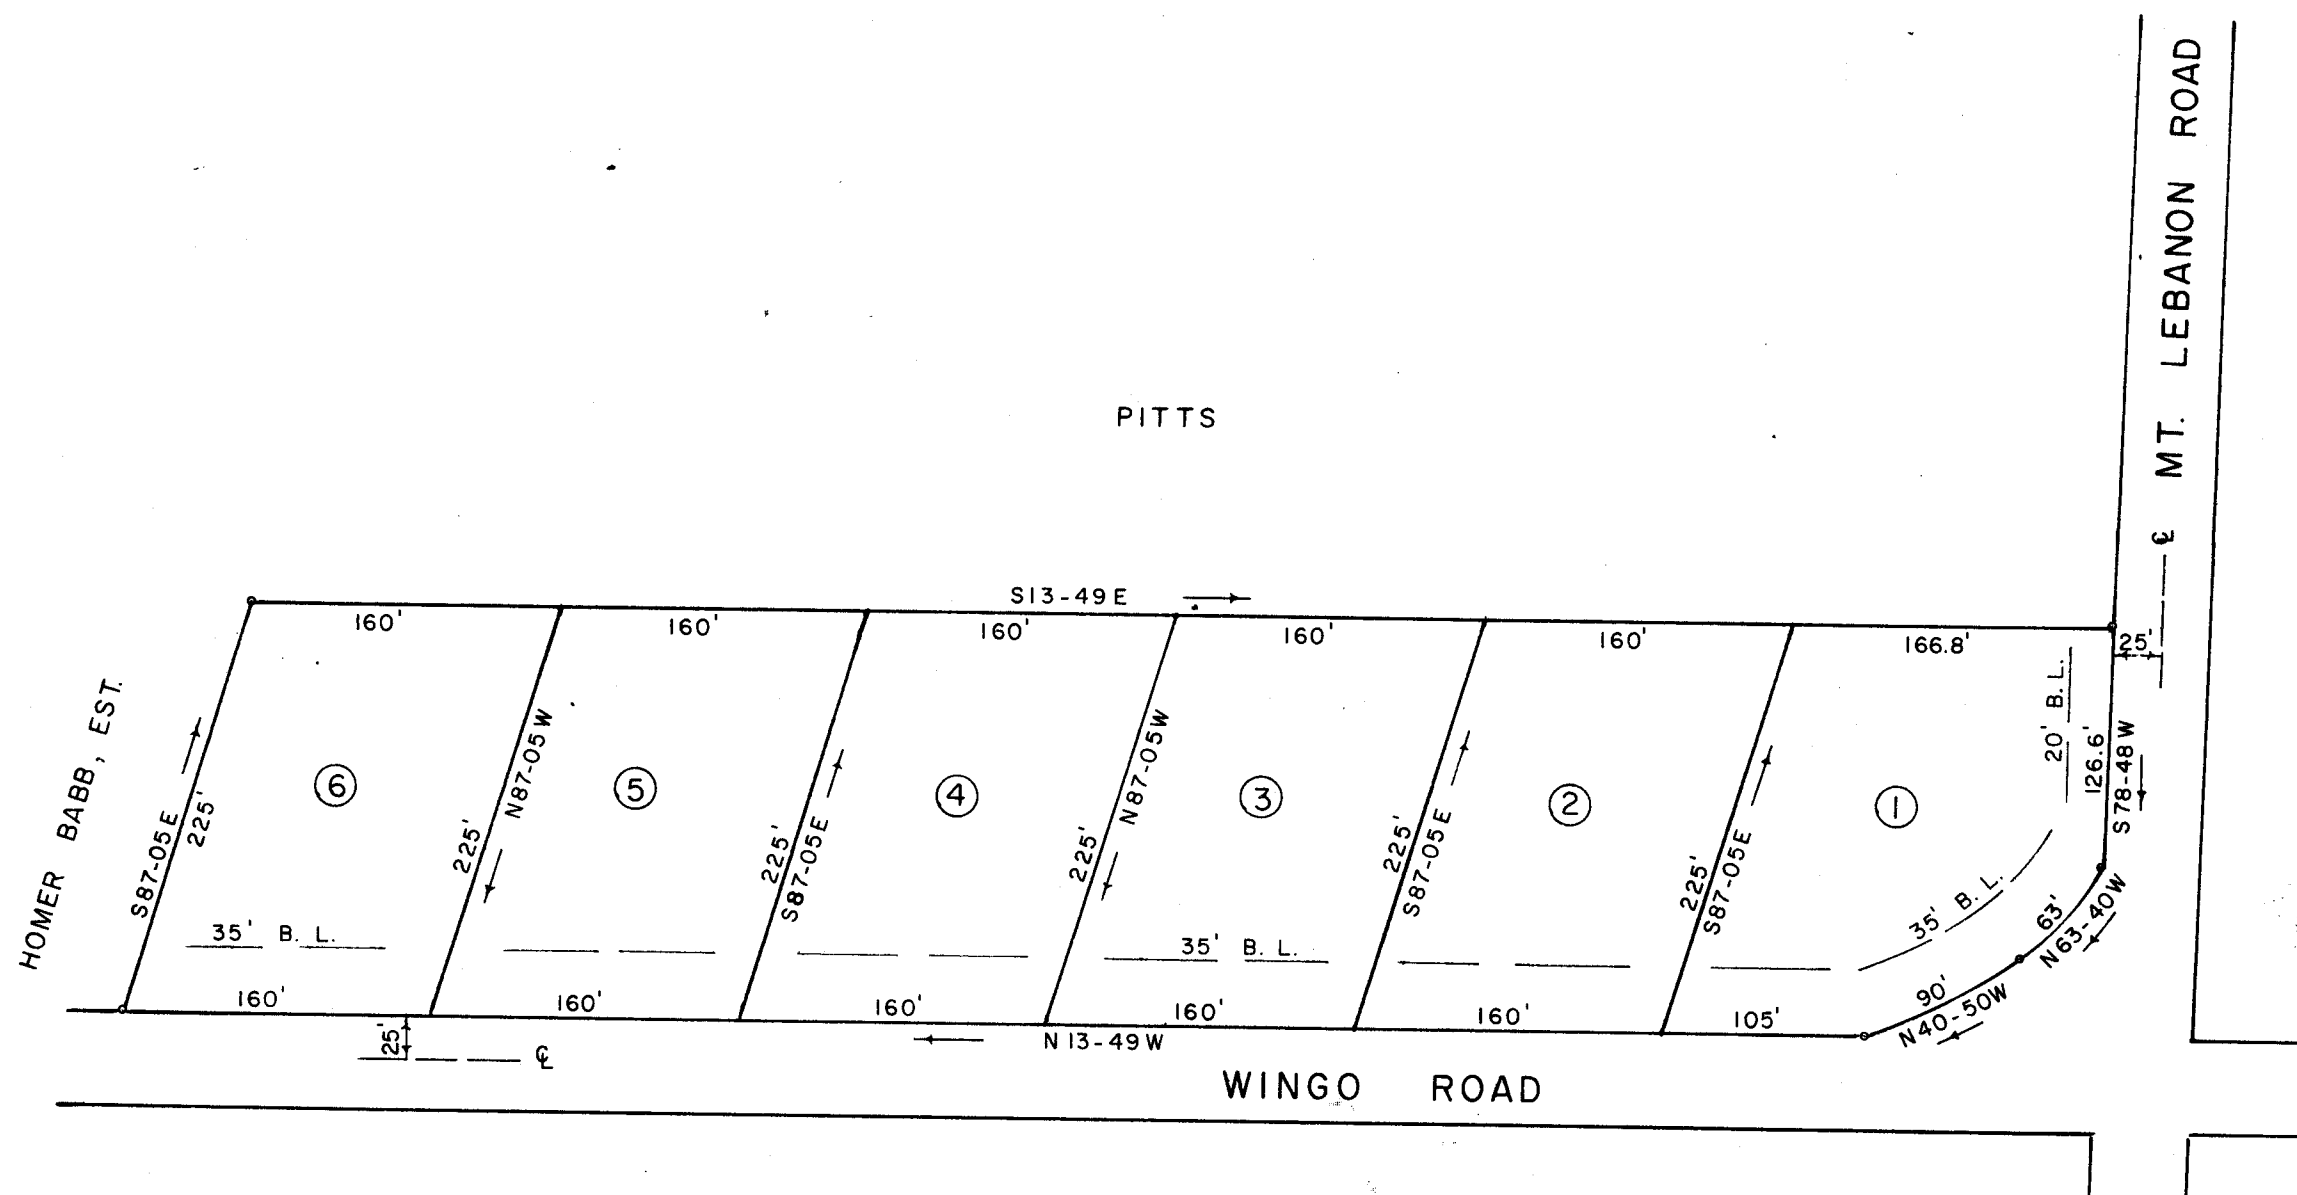 MT. LEBANON ROAD
℄
PITTS
S13-49E
160'
160'
160'
160'
160'
166.8'
25'
HOMER BABB, EST.
S87-05E
225'
6
N87-05W
225'
5
225'
S87-05E
4
N87-05W
225'
3
225'
S87-05E
2
225'
S87-05E
1
20' B. L.
126.6'
S78-48W
35' B. L.
35' B. L.
35' B. L.
63'
N63-40W
90'
N40-50W
160'
160'
160'
160'
160'
105'
25'
℄
N13-49W
WINGO ROAD